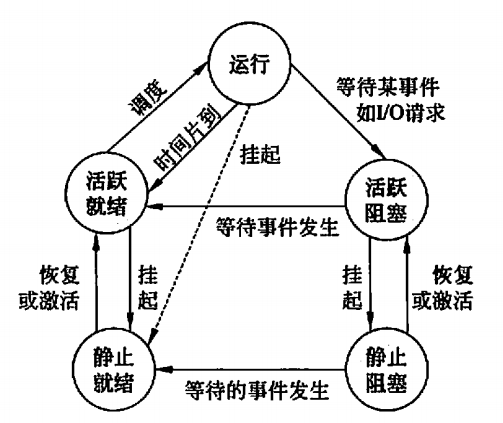 运行
调度
时间片到
等待某事件
如I/O请求
挂起
活跃
就绪
活跃
阻塞
等待事件发生
恢复
或激活
挂
起
挂
起
恢复
或激活
静止
就绪
静止
阻塞
等待的事件发生